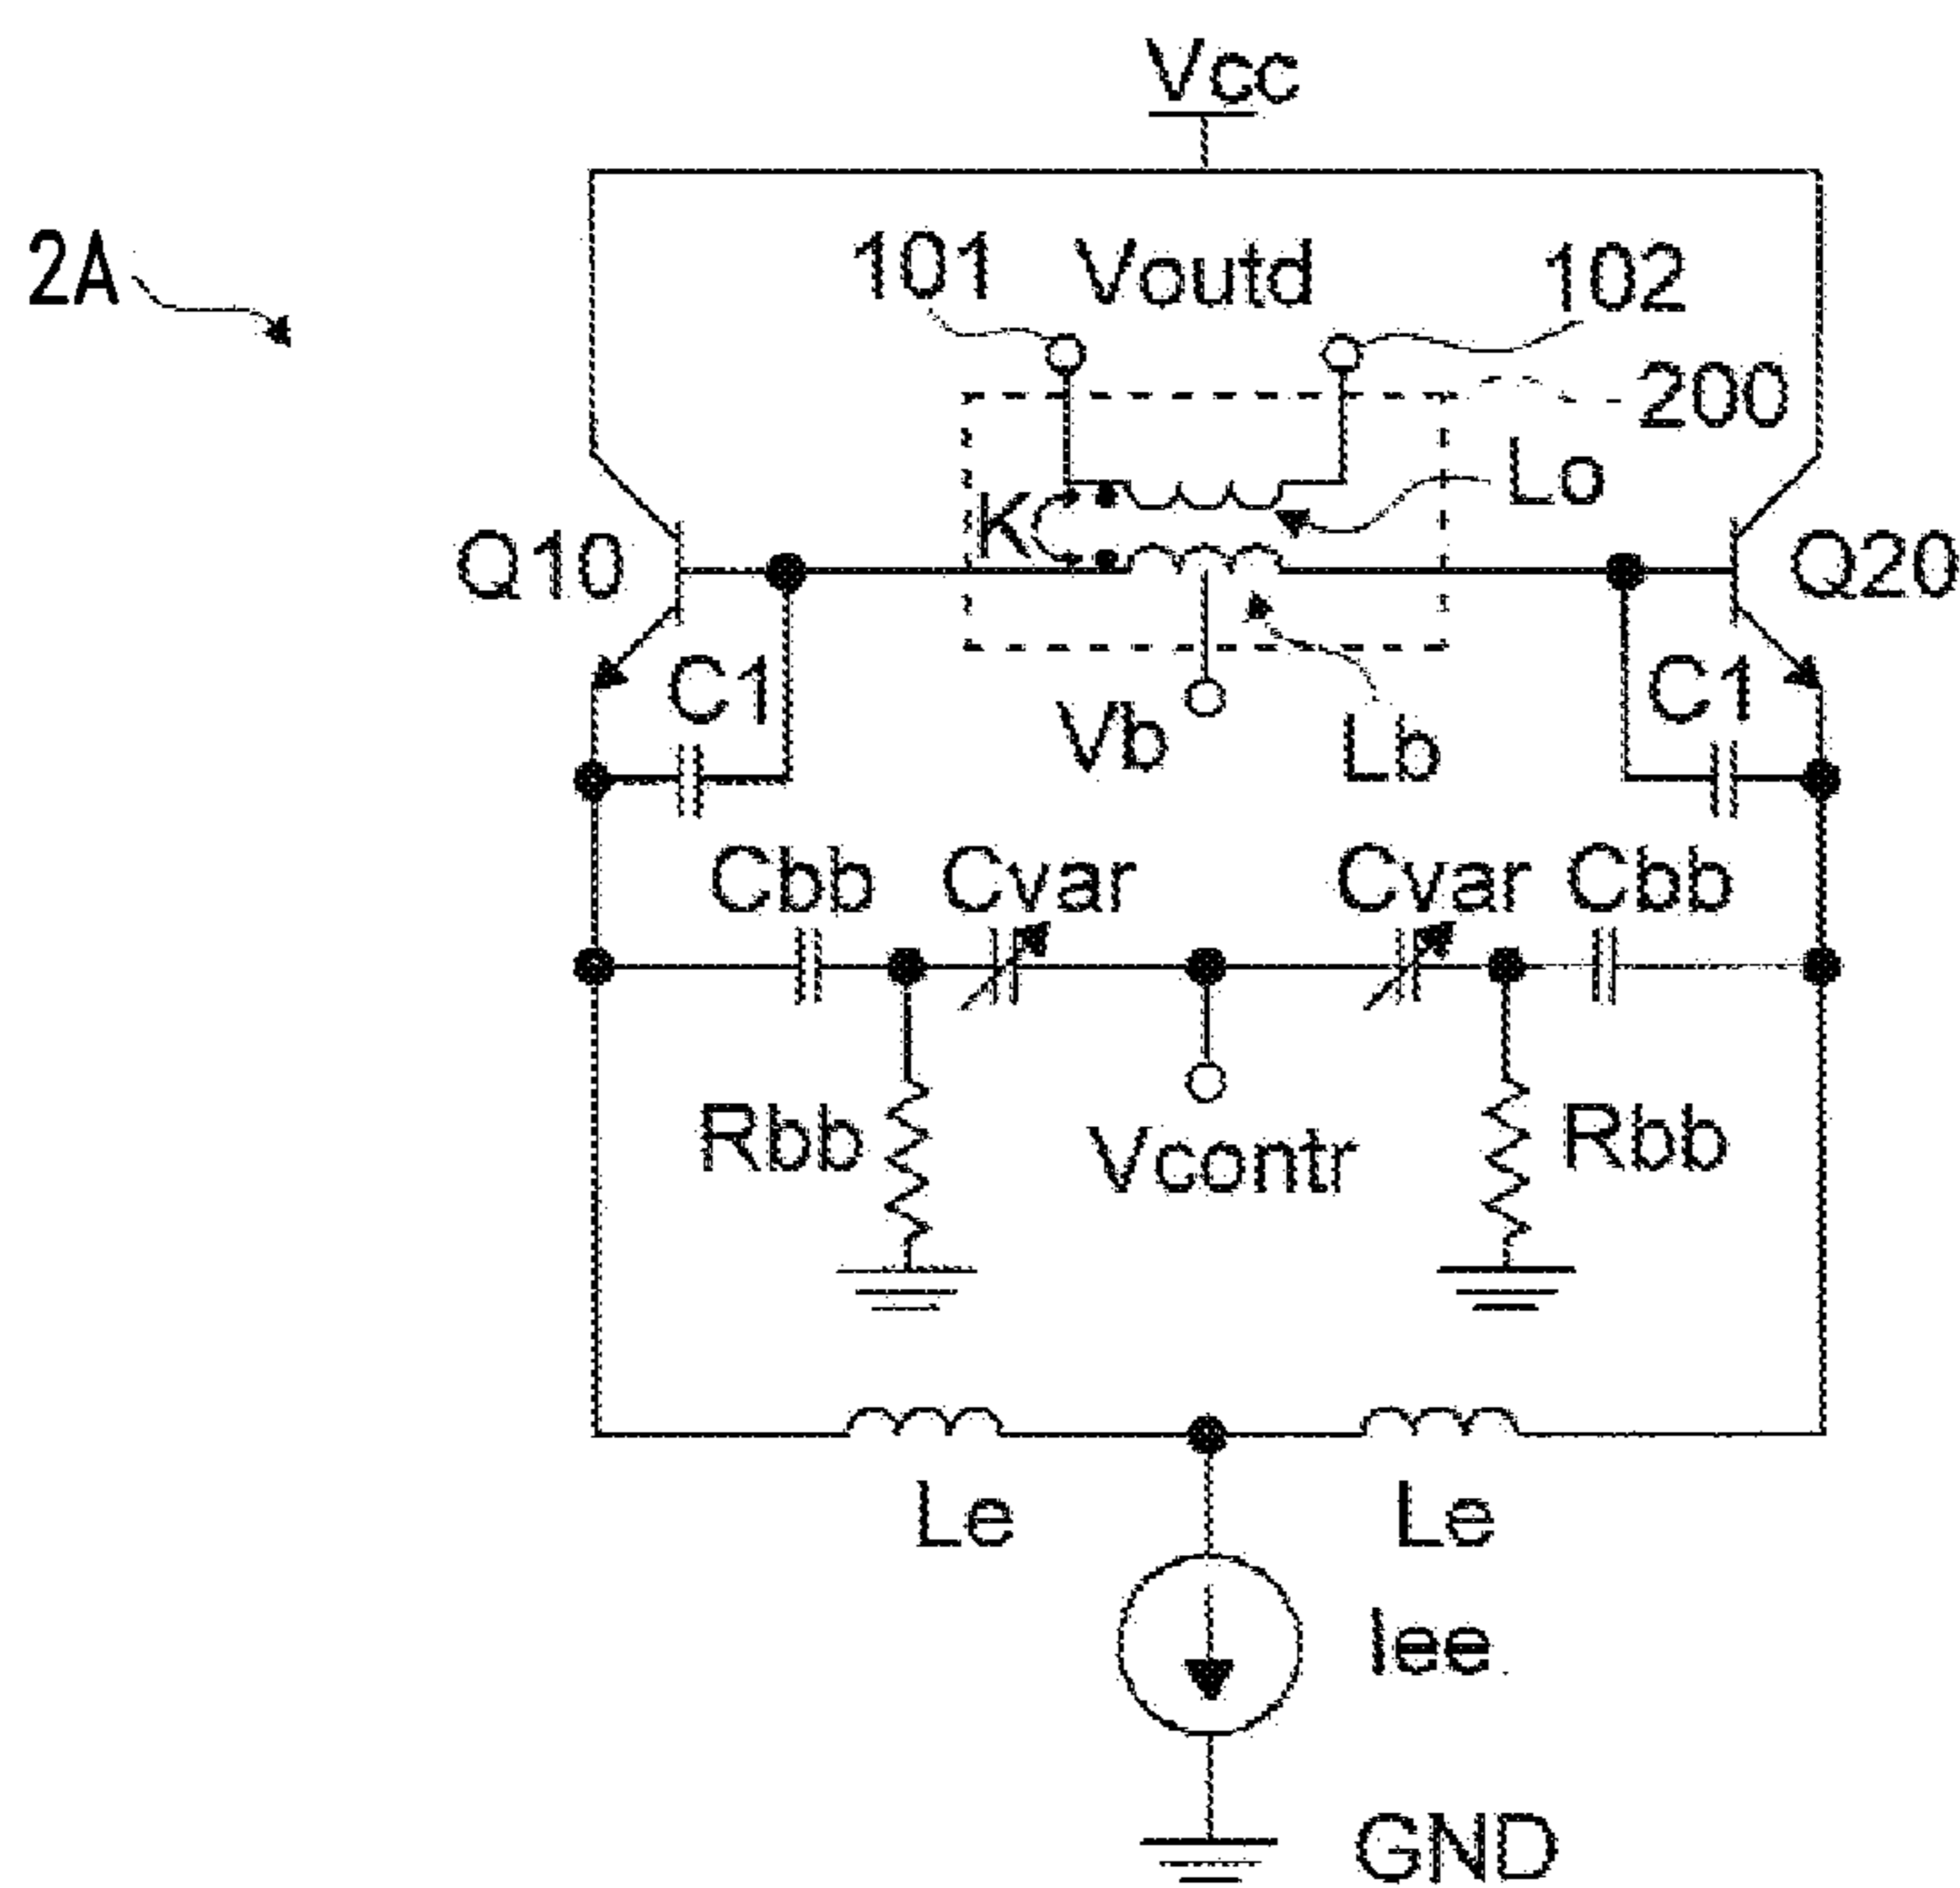 Vcc
2A
101 Voutd 102
200
Lo
K
Q10 Q20
C1 C1
Vb Lb
Cbb Cvar Cvar Cbb
Rbb Vcontr Rbb
Le Le
Iee
GND